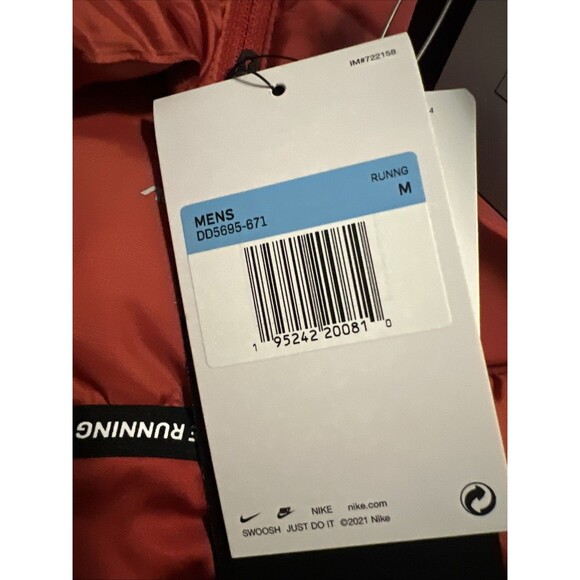 IM#722158
4
RUNNG
MENS
M
DD5695-671
1 95242 20081 0
RUNNING
NIKE nike.com
SWOOSH JUST DO IT ©2021 Nike